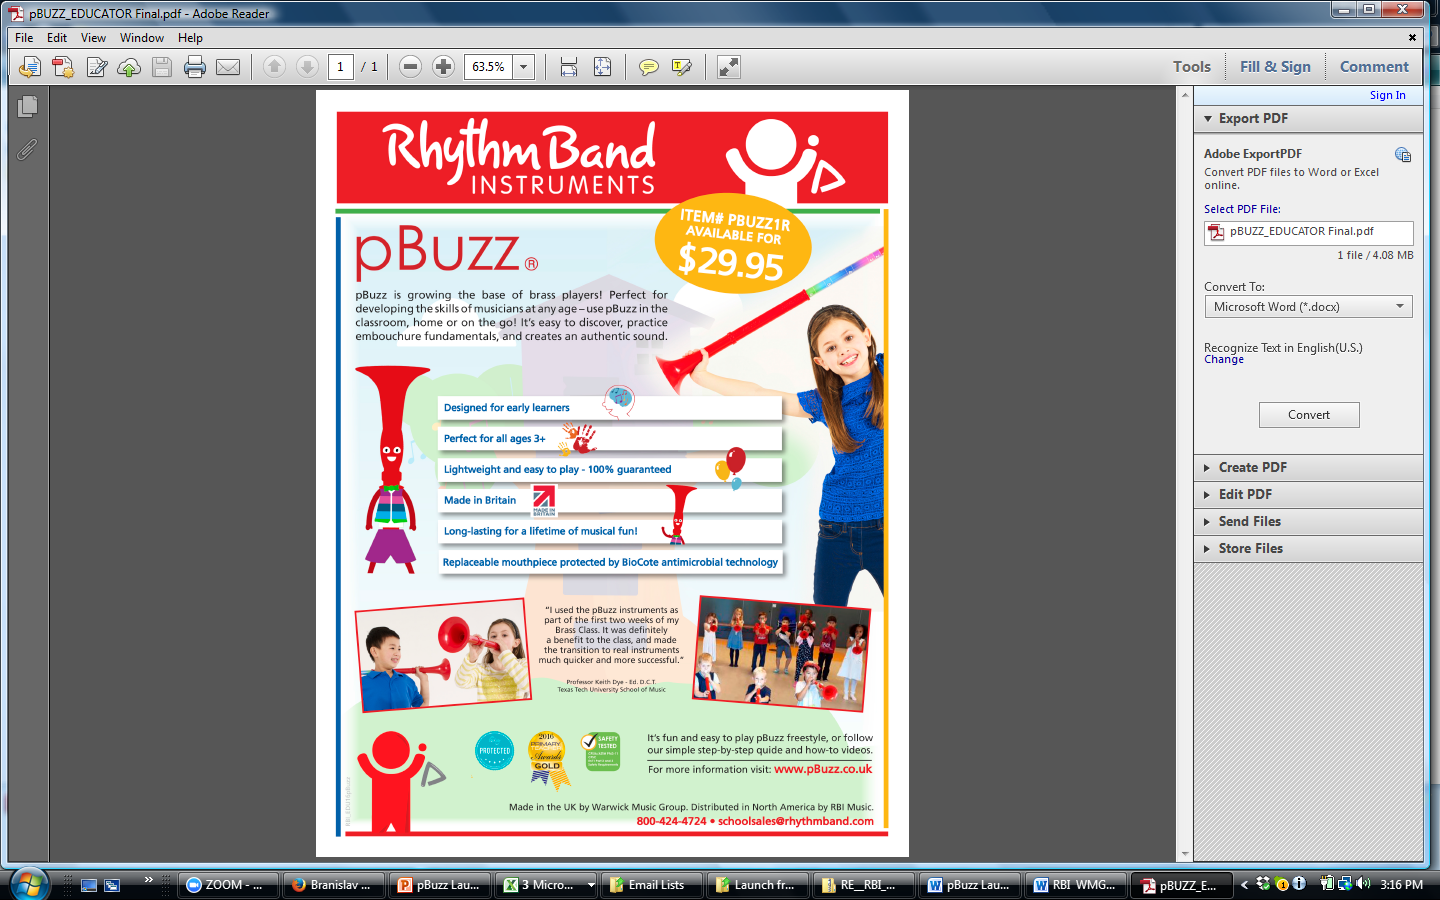 pBUZZ_EDUCATOR Final.pdf - Adobe Reader
File Edit View Window Help
1 / 1 63.5% Tools Fill & Sign Comment
Sign In
Export PDF
Adobe ExportPDF
Convert PDF files to Word or Excel
online.
Select PDF File:
pBUZZ_EDUCATOR Final.pdf
1 file / 4.08 MB
Convert To:
Microsoft Word (*.docx)
Recognize Text in English(U.S.)
Change
Convert
Create PDF
Edit PDF
Send Files
Store Files
Rhythm Band
INSTRUMENTS
ITEM# PBUZZ1R
AVAILABLE FOR
$29.95
pBuzz®
pBuzz is growing the base of brass players! Perfect for
developing the skills of musicians at any age – use pBuzz in the
classroom, home or on the go! It's easy to discover, practice
embouchure fundamentals, and creates an authentic sound.
Designed for early learners
Perfect for all ages 3+
Lightweight and easy to play - 100% guaranteed
Made in Britain
MADE IN
BRITAIN
Long-lasting for a lifetime of musical fun!
Replaceable mouthpiece protected by BioCote antimicrobial technology
“I used the pBuzz instruments as
part of the first two weeks of my
Brass Class. It was definitely
a benefit to the class, and made
the transition to real instruments
much quicker and more successful.”
Professor Keith Dye - Ed. D.C.T.
Texas Tech University School of Music
PROTECTED
2016
PRIMARY
Awards
GOLD
SAFETY
TESTED
It's fun and easy to play pBuzz freestyle, or follow
our simple step-by-step quide and how-to videos.
For more information visit: www.pBuzz.co.uk
Made in the UK by Warwick Music Group. Distributed in North America by RBI Music.
800-424-4724 • schoolsales@rhythmband.com
ZOOM - ... Branislav ... pBuzz Lau... 3 Micro... Email Lists Launch fr... RE__RBI_... pBuzz Lau... RBI WMG... pBUZZ_E... 3:16 PM